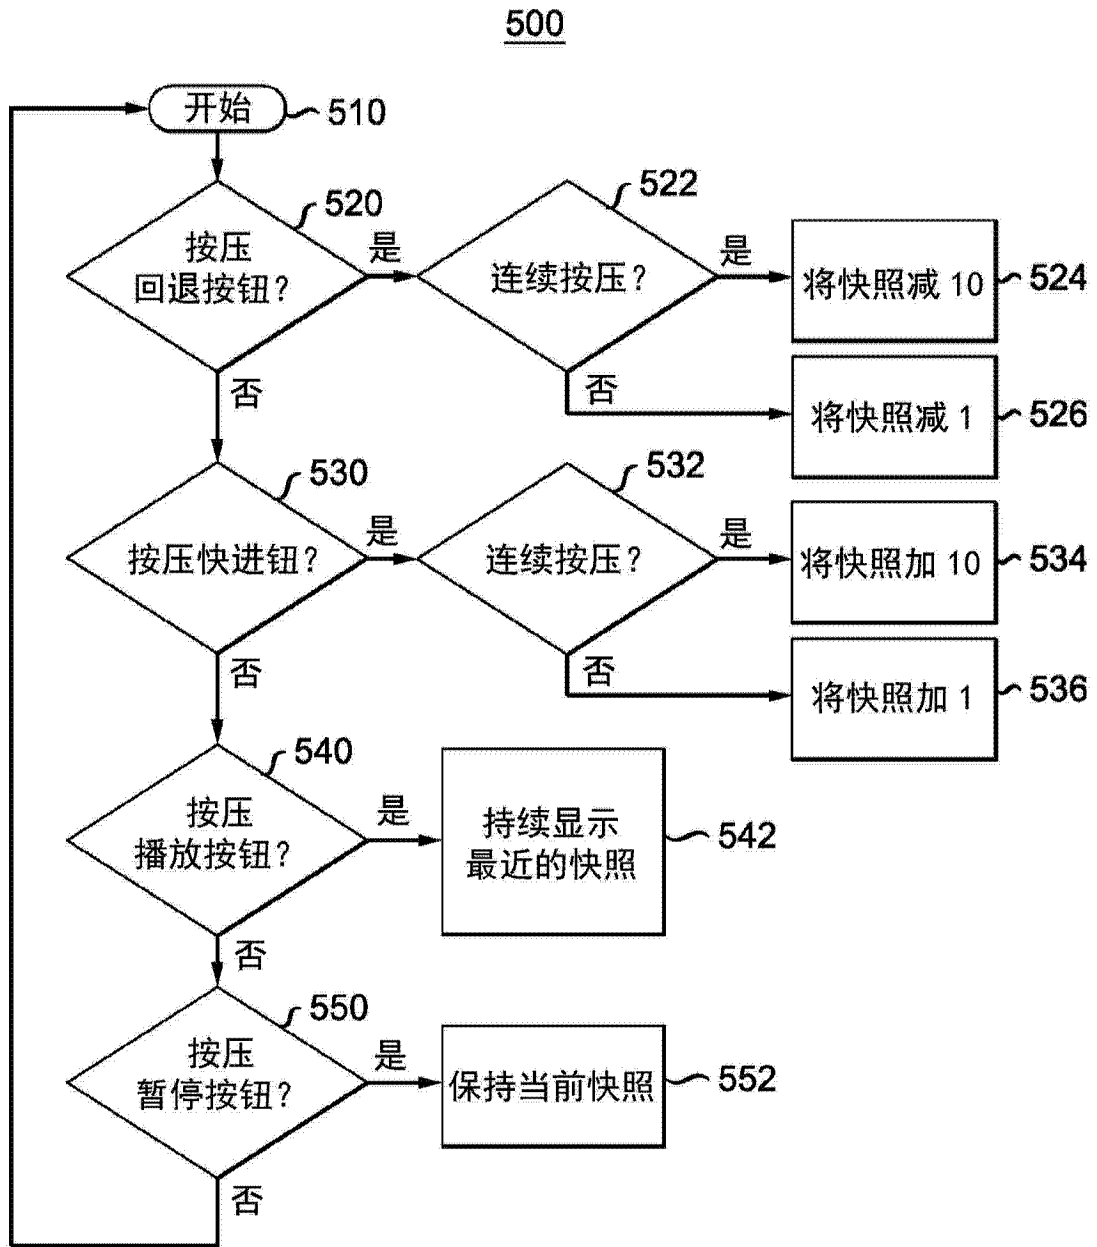 500
开始
510
按压
回退按钮?
520
是
连续按压?
522
是
将快照减 10
524
否
否
将快照减 1
526
按压快进钮?
530
是
连续按压?
532
是
将快照加 10
534
否
否
将快照加 1
536
按压
播放按钮?
540
是
持续显示
最近的快照
542
否
按压
暂停按钮?
550
是
保持当前快照
552
否